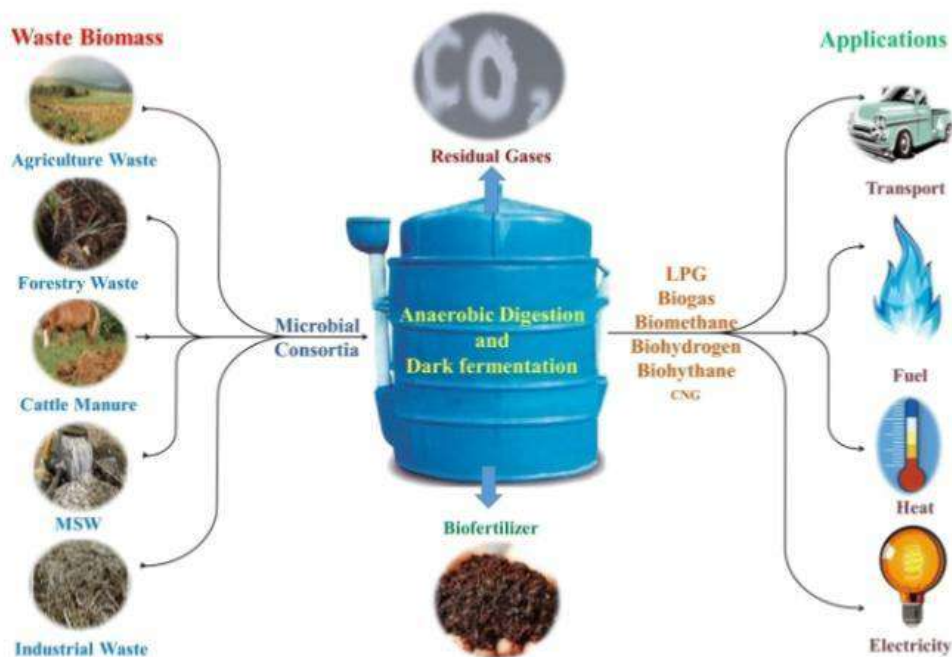 Waste Biomass
Agriculture Waste
Forestry Waste
Cattle Manure
MSW
Industrial Waste
Microbial
Consortia
CO₂
Residual Gases
Anaerobic Digestion
and
Dark fermentation
Biofertilizer
LPG
Biogas
Biomethane
Biohydrogen
Biohythane
CNG
Applications
Transport
Fuel
Heat
Electricity